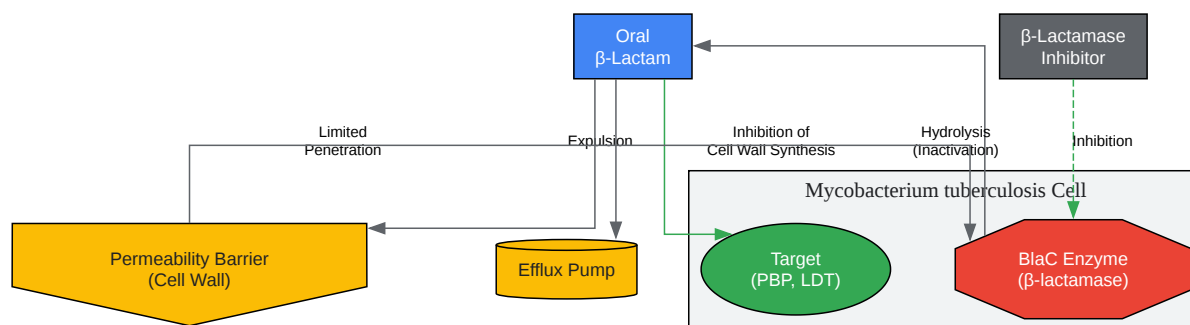 Oral
β-Lactam
β-Lactamase
Inhibitor
Limited
Penetration
Expulsion
Inhibition of
Cell Wall Synthesis
Hydrolysis
(Inactivation)
Inhibition
Mycobacterium tuberculosis Cell
Permeability Barrier
(Cell Wall)
Efflux Pump
Target
(PBP, LDT)
BlaC Enzyme
(β-lactamase)